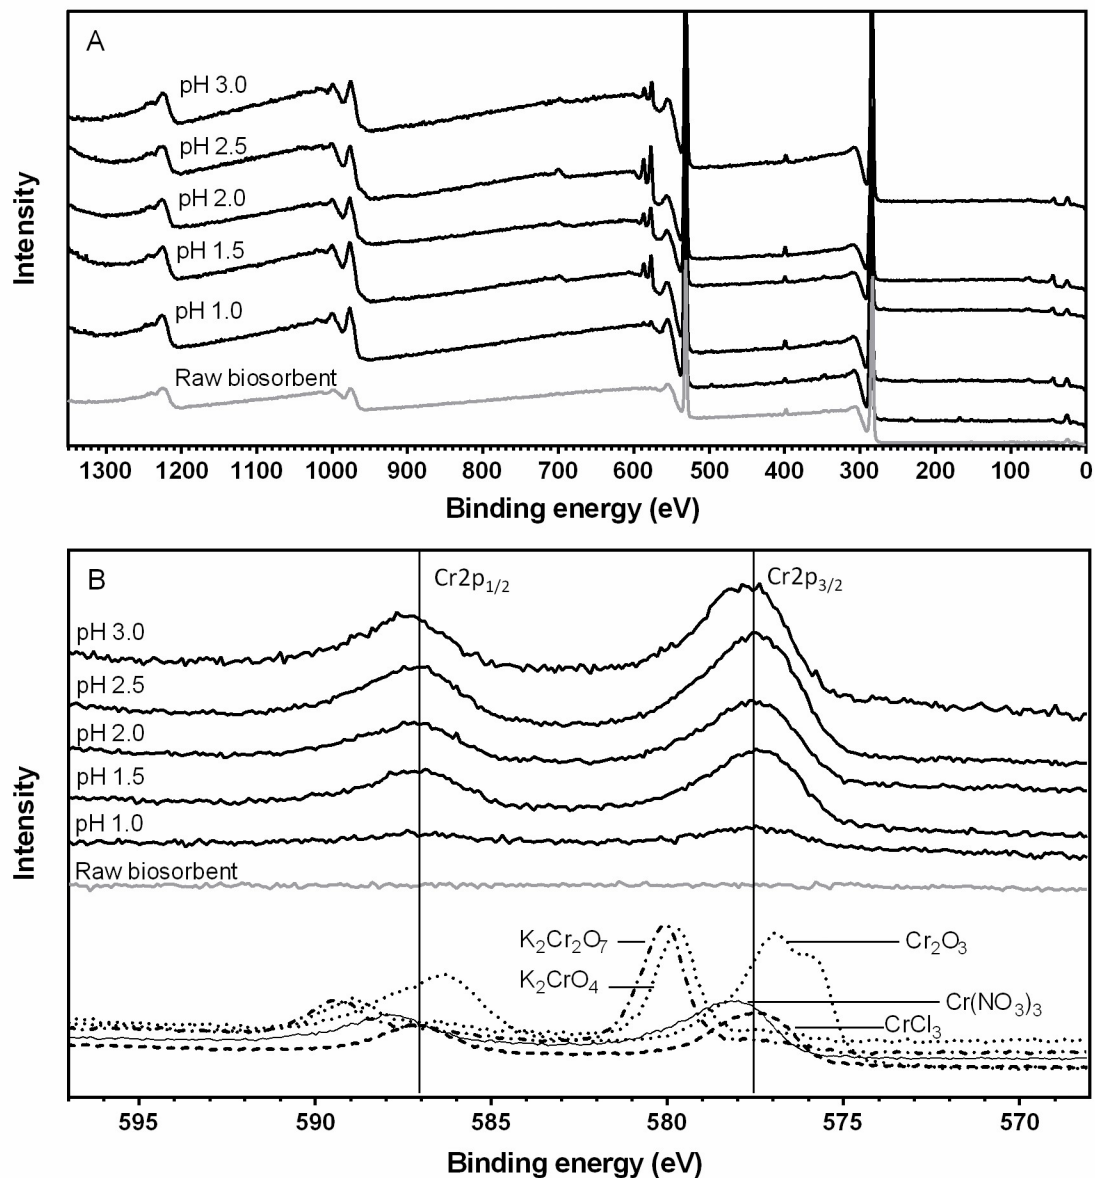 A
pH 3.0
pH 2.5
pH 2.0
pH 1.5
pH 1.0
Raw biosorbent
Intensity
1300 1200 1100 1000 900 800 700 600 500 400 300 200 100 0
Binding energy (eV)
B
Cr2p1/2
Cr2p3/2
pH 3.0
pH 2.5
pH 2.0
pH 1.5
pH 1.0
Raw biosorbent
Intensity
K2Cr2O7
Cr2O3
K2CrO4
Cr(NO3)3
CrCl3
595 590 585 580 575 570
Binding energy (eV)